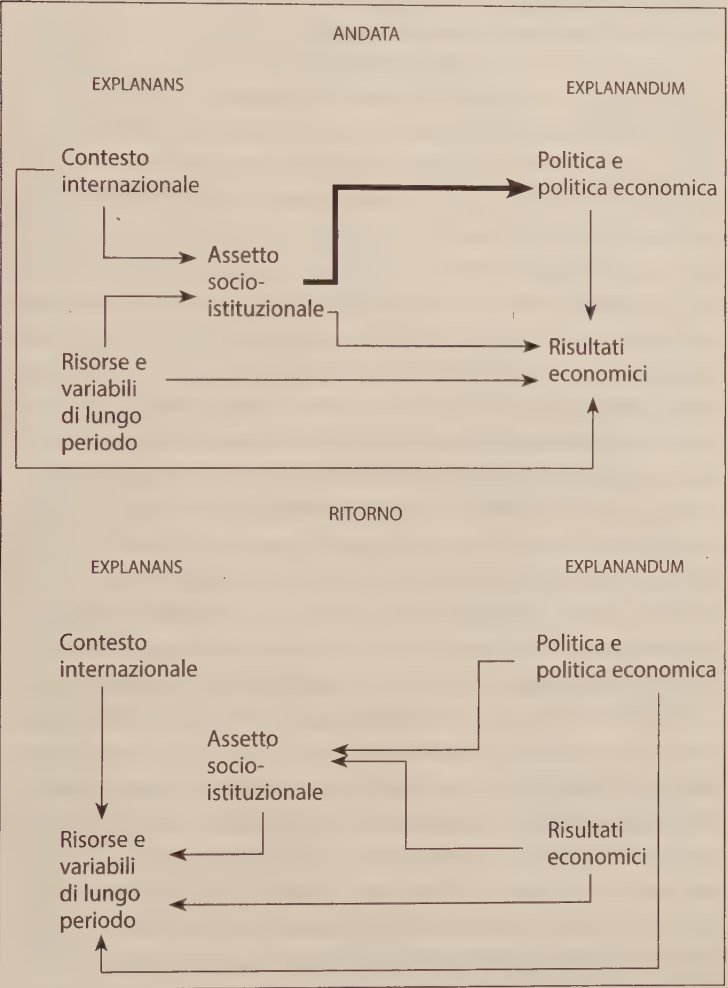 ANDATA
EXPLANANS
EXPLANANDUM
Contesto
internazionale
Politica e
politica economica
Assetto
socio-
istituzionale
Risultati
economici
Risorse e
variabili
di lungo
periodo
RITORNO
EXPLANANS
EXPLANANDUM
Contesto
internazionale
Politica e
politica economica
Assetto
socio-
istituzionale
Risorse e
variabili
di lungo
periodo
Risultati
economici